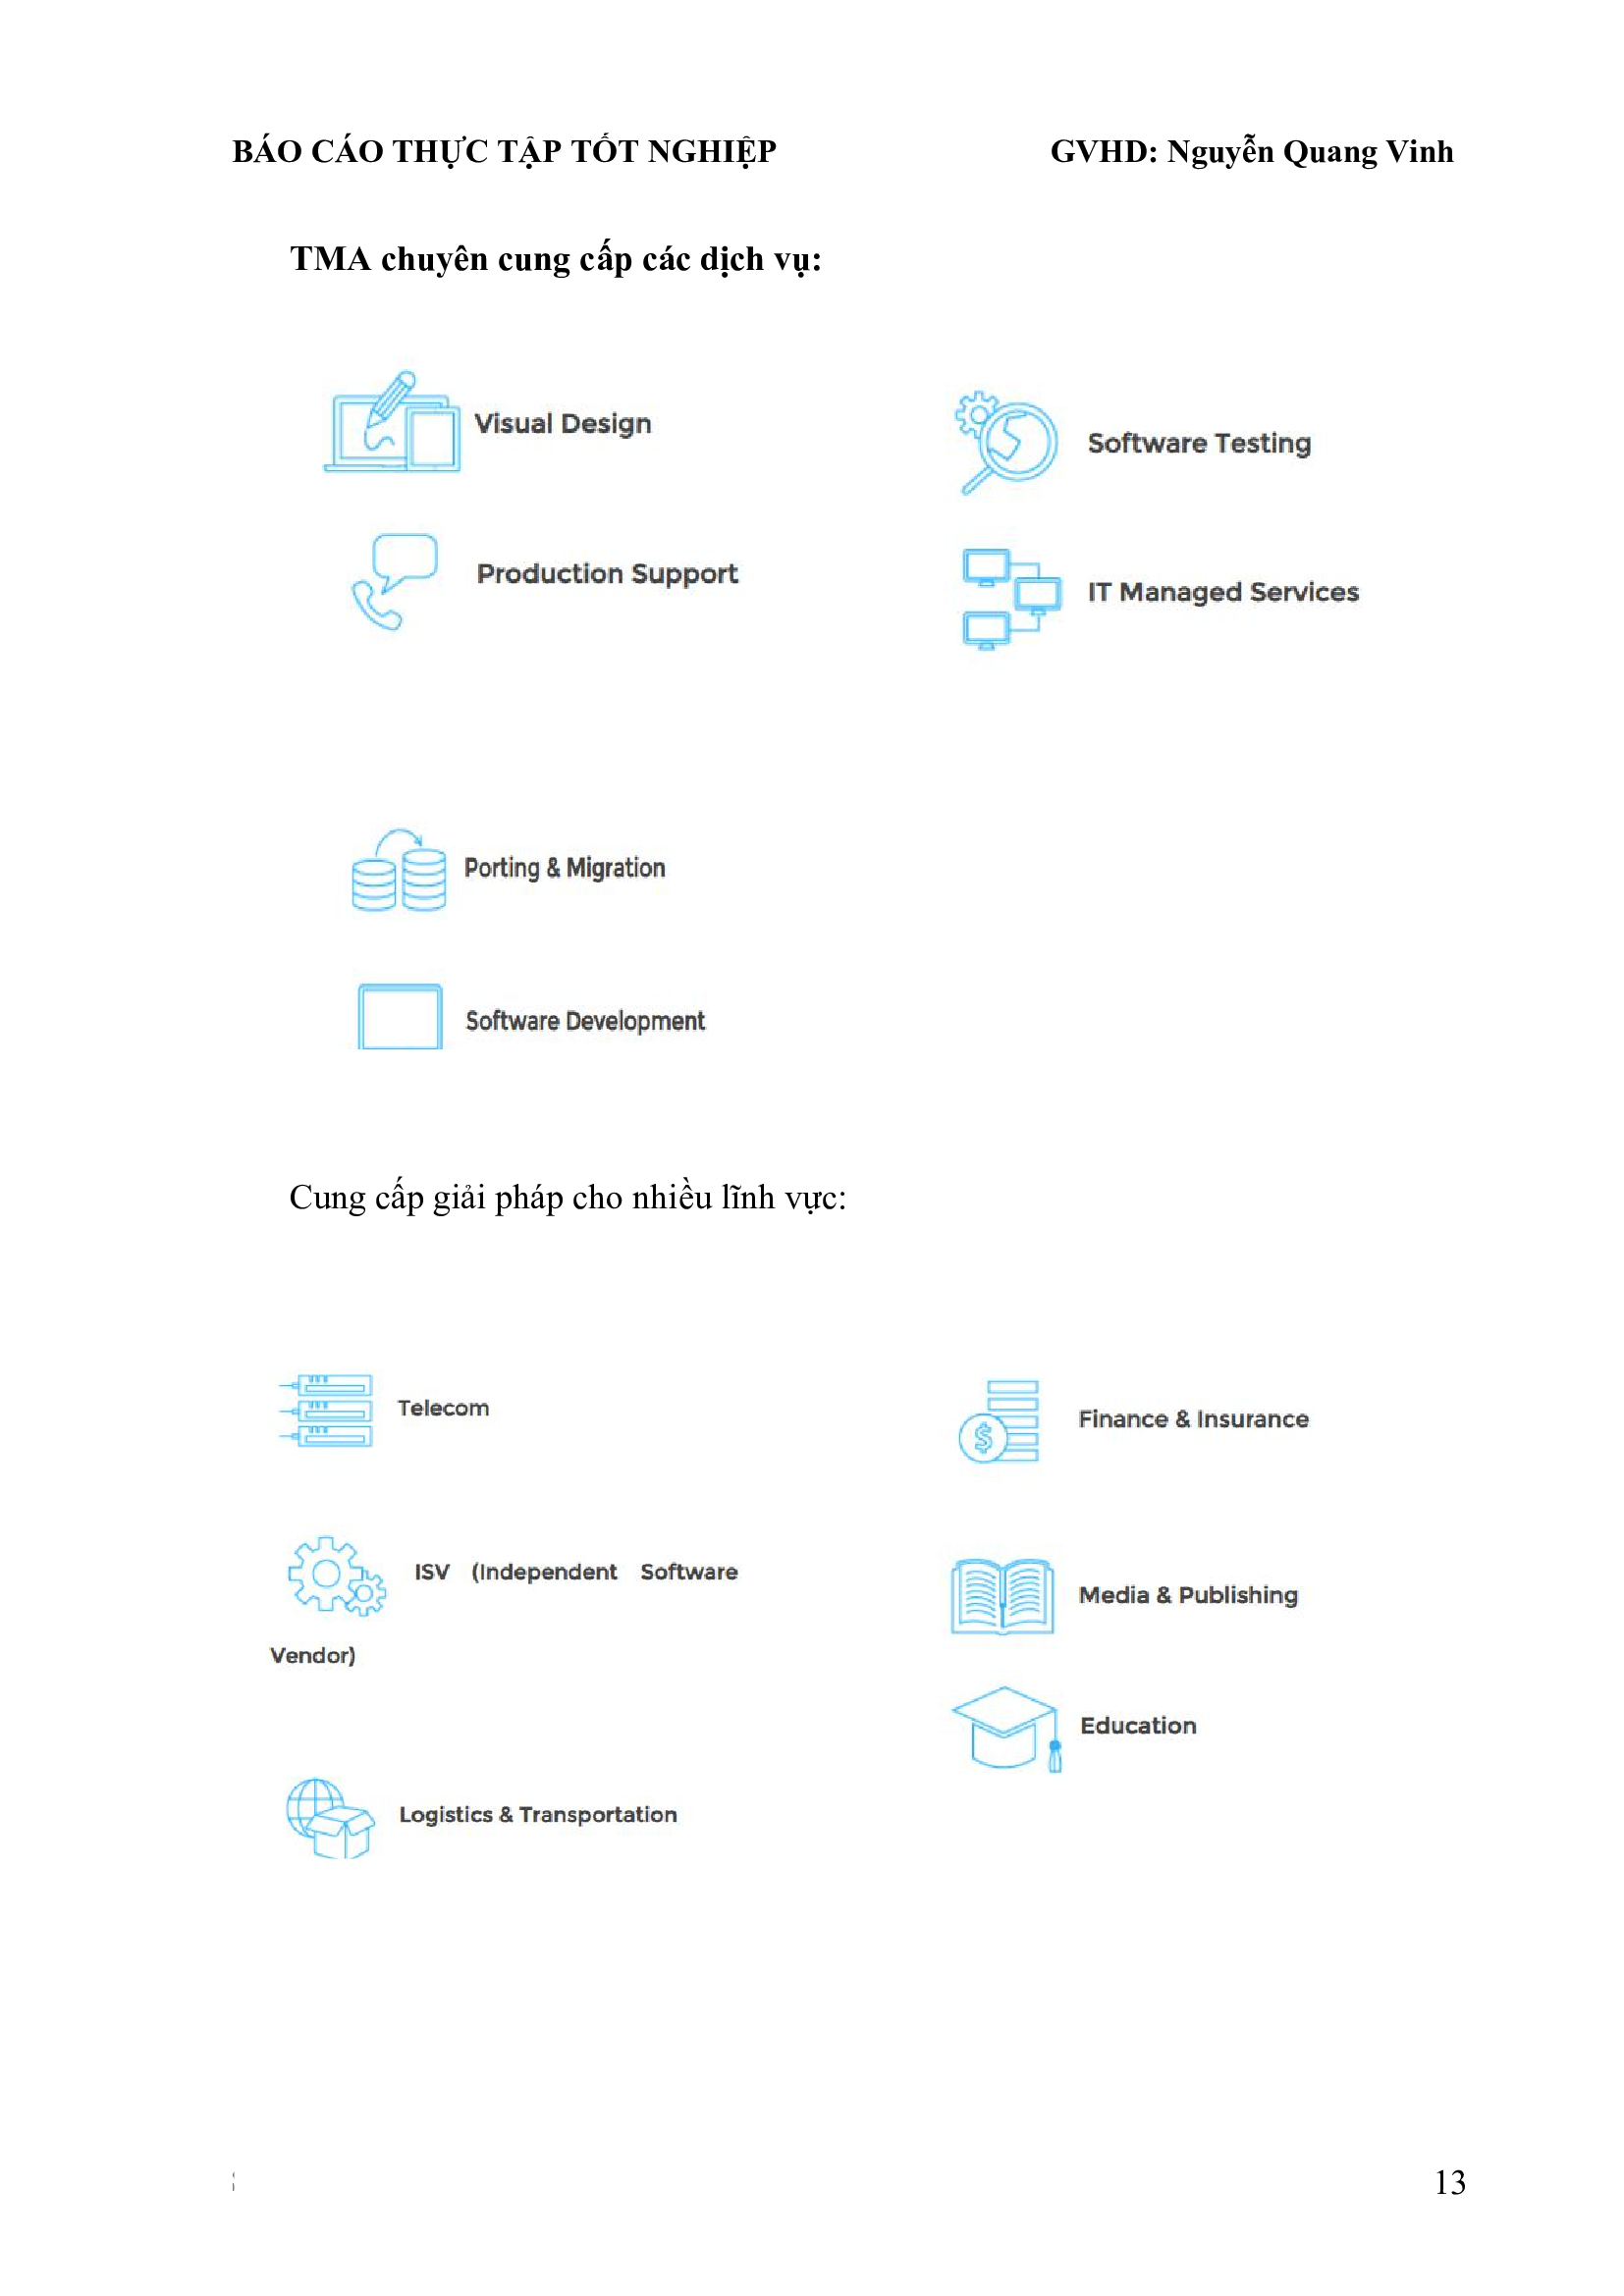 BÁO CÁO THỰC TẬP TỐT NGHIỆP GVHD: Nguyễn Quang Vinh
TMA chuyên cung cấp các dịch vụ:
Visual Design
Software Testing
Production Support
IT Managed Services
Porting & Migration
Software Development
Cung cấp giải pháp cho nhiều lĩnh vực:
Telecom
Finance & Insurance
ISV (Independent Software
Vendor)
Media & Publishing
Education
Logistics & Transportation
13